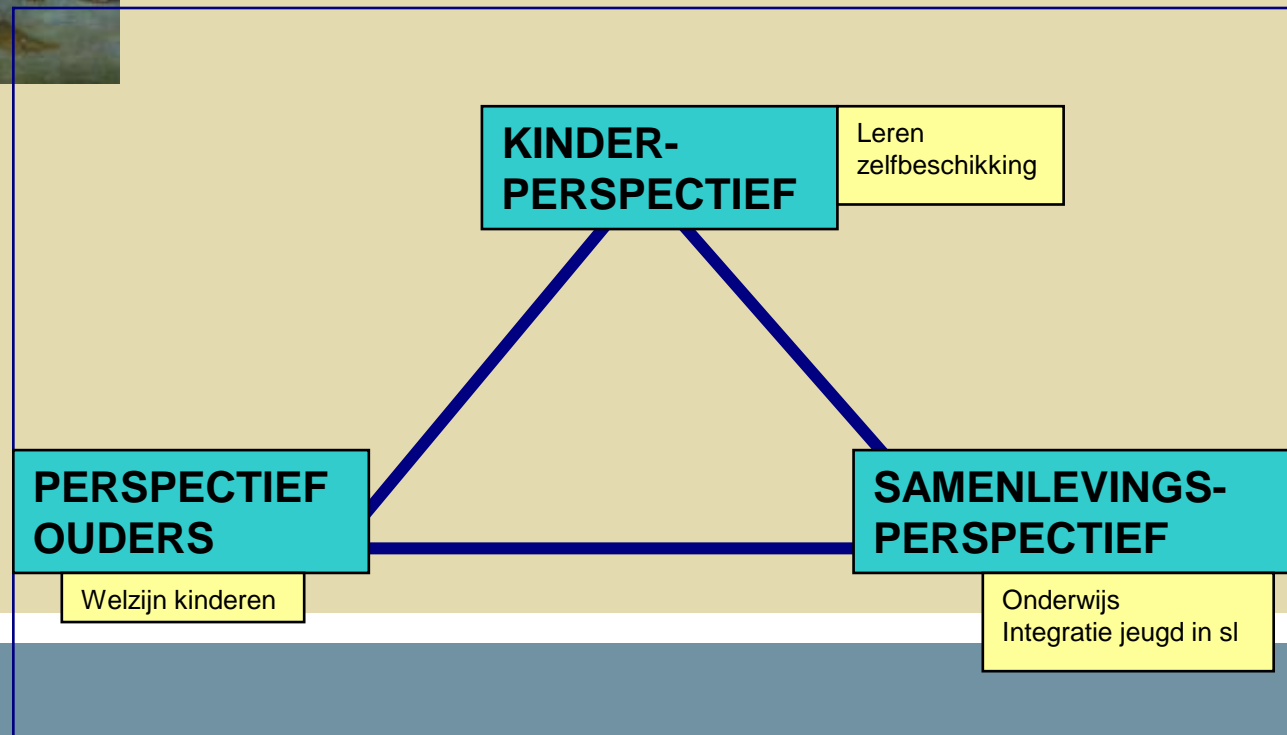 KINDER-
PERSPECTIEF
Leren
zelfbeschikking
PERSPECTIEF
OUDERS
Welzijn kinderen
SAMENLEVINGS-
PERSPECTIEF
Onderwijs
Integratie jeugd in sl